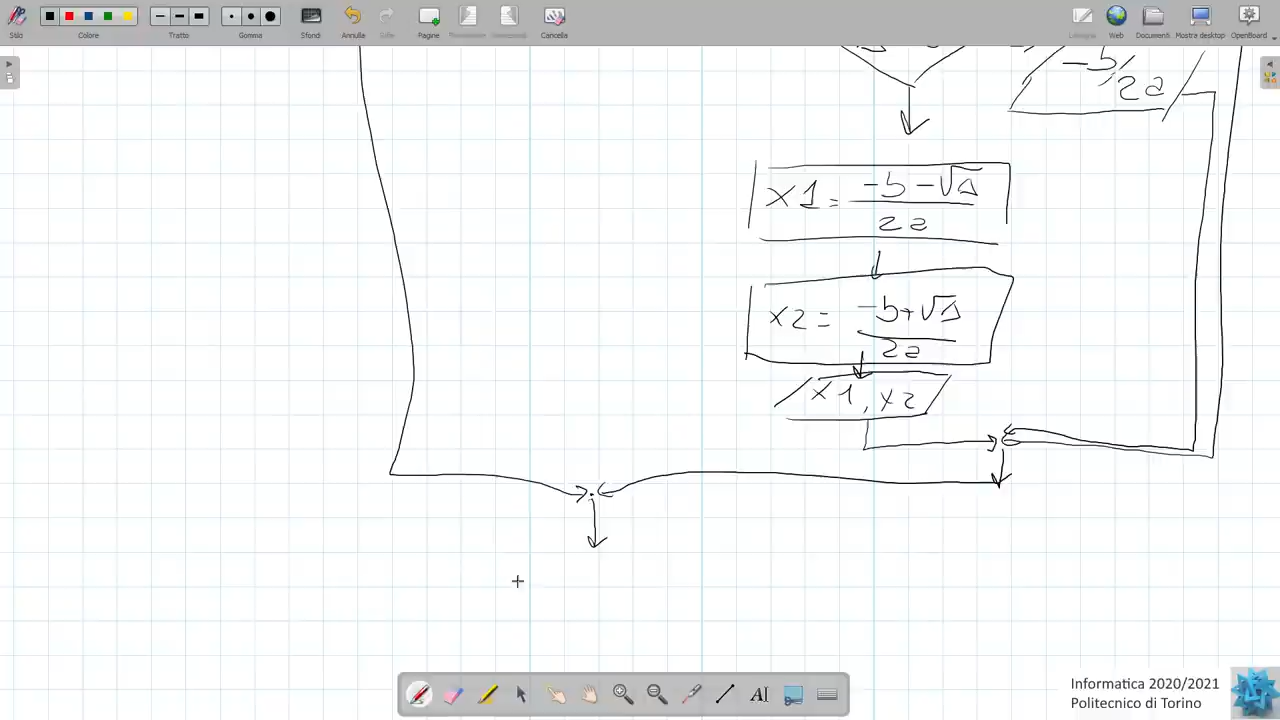 Stilo Colore Tratto Gomma Sfondi Annulla Pagine Cancella Web Documenti Mostra desktop OpenBoard
-b/2a
x1 = (-b-√Δ)/2a
x2 = (-b+√Δ)/2a
x1, x2
Informatica 2020/2021
Politecnico di Torino